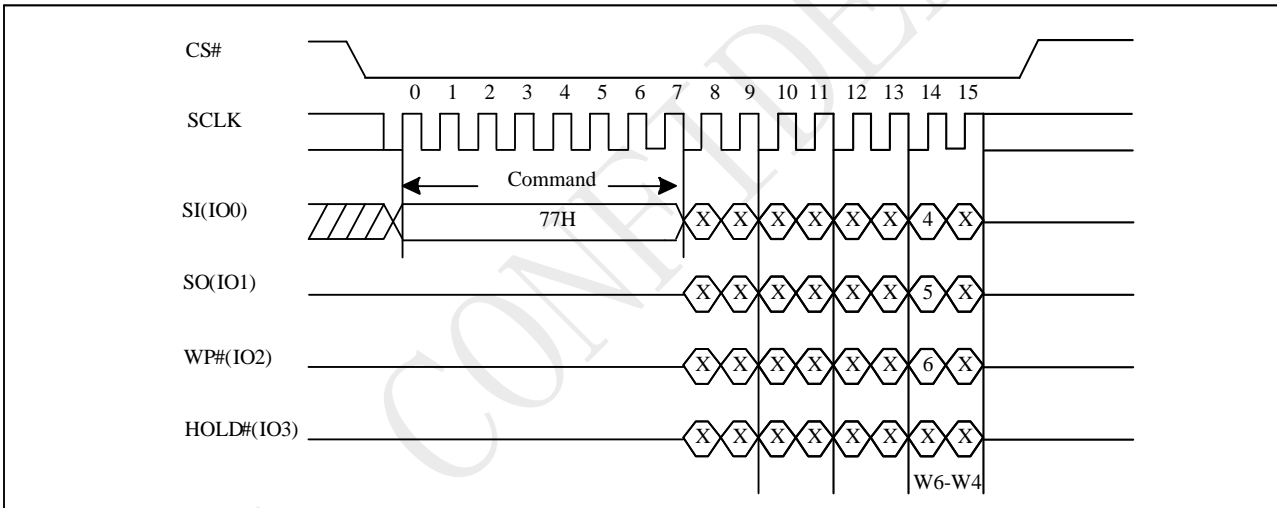 CS#
0 1 2 3 4 5 6 7 8 9 10 11 12 13 14 15
SCLK
Command
SI(IO0) 77H X X X X X X 4 X
SO(IO1) X X X X X X 5 X
WP#(IO2) X X X X X X 6 X
HOLD#(IO3) X X X X X X X X
W6-W4
CONFIDE